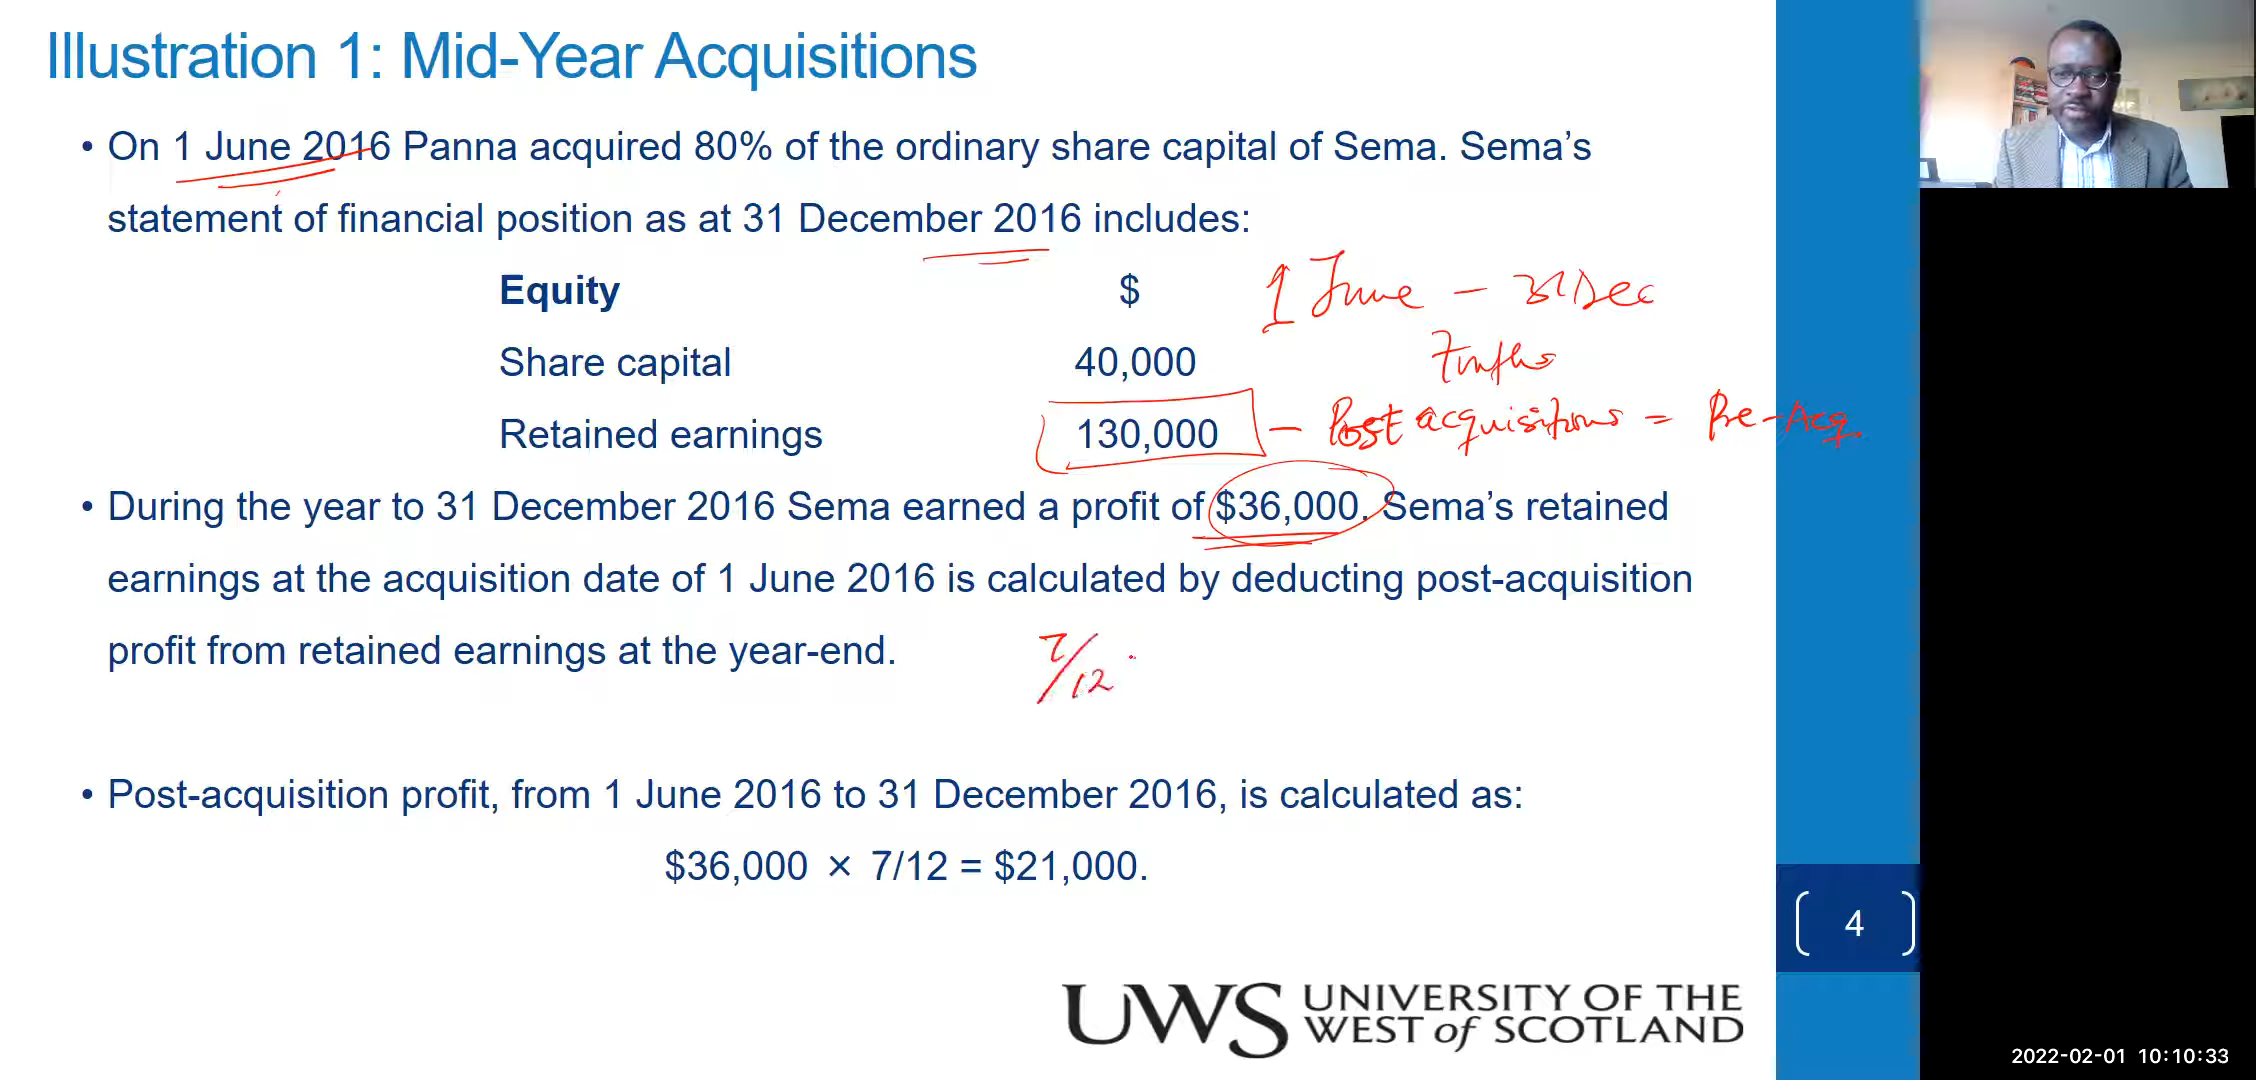 Illustration 1: Mid-Year Acquisitions
• On 1 June 2016 Panna acquired 80% of the ordinary share capital of Sema. Sema’s
statement of financial position as at 31 December 2016 includes:
Equity $
1 June - 31 Dec
Share capital 40,000
7 mths
Retained earnings 130,000 - Post acquisitions = Pre-Acq.
• During the year to 31 December 2016 Sema earned a profit of $36,000. Sema’s retained
earnings at the acquisition date of 1 June 2016 is calculated by deducting post-acquisition
profit from retained earnings at the year-end.
7/12
• Post-acquisition profit, from 1 June 2016 to 31 December 2016, is calculated as:
$36,000 × 7/12 = $21,000.
4
UWS UNIVERSITY OF THE
WEST of SCOTLAND
2022-02-01 10:10:33